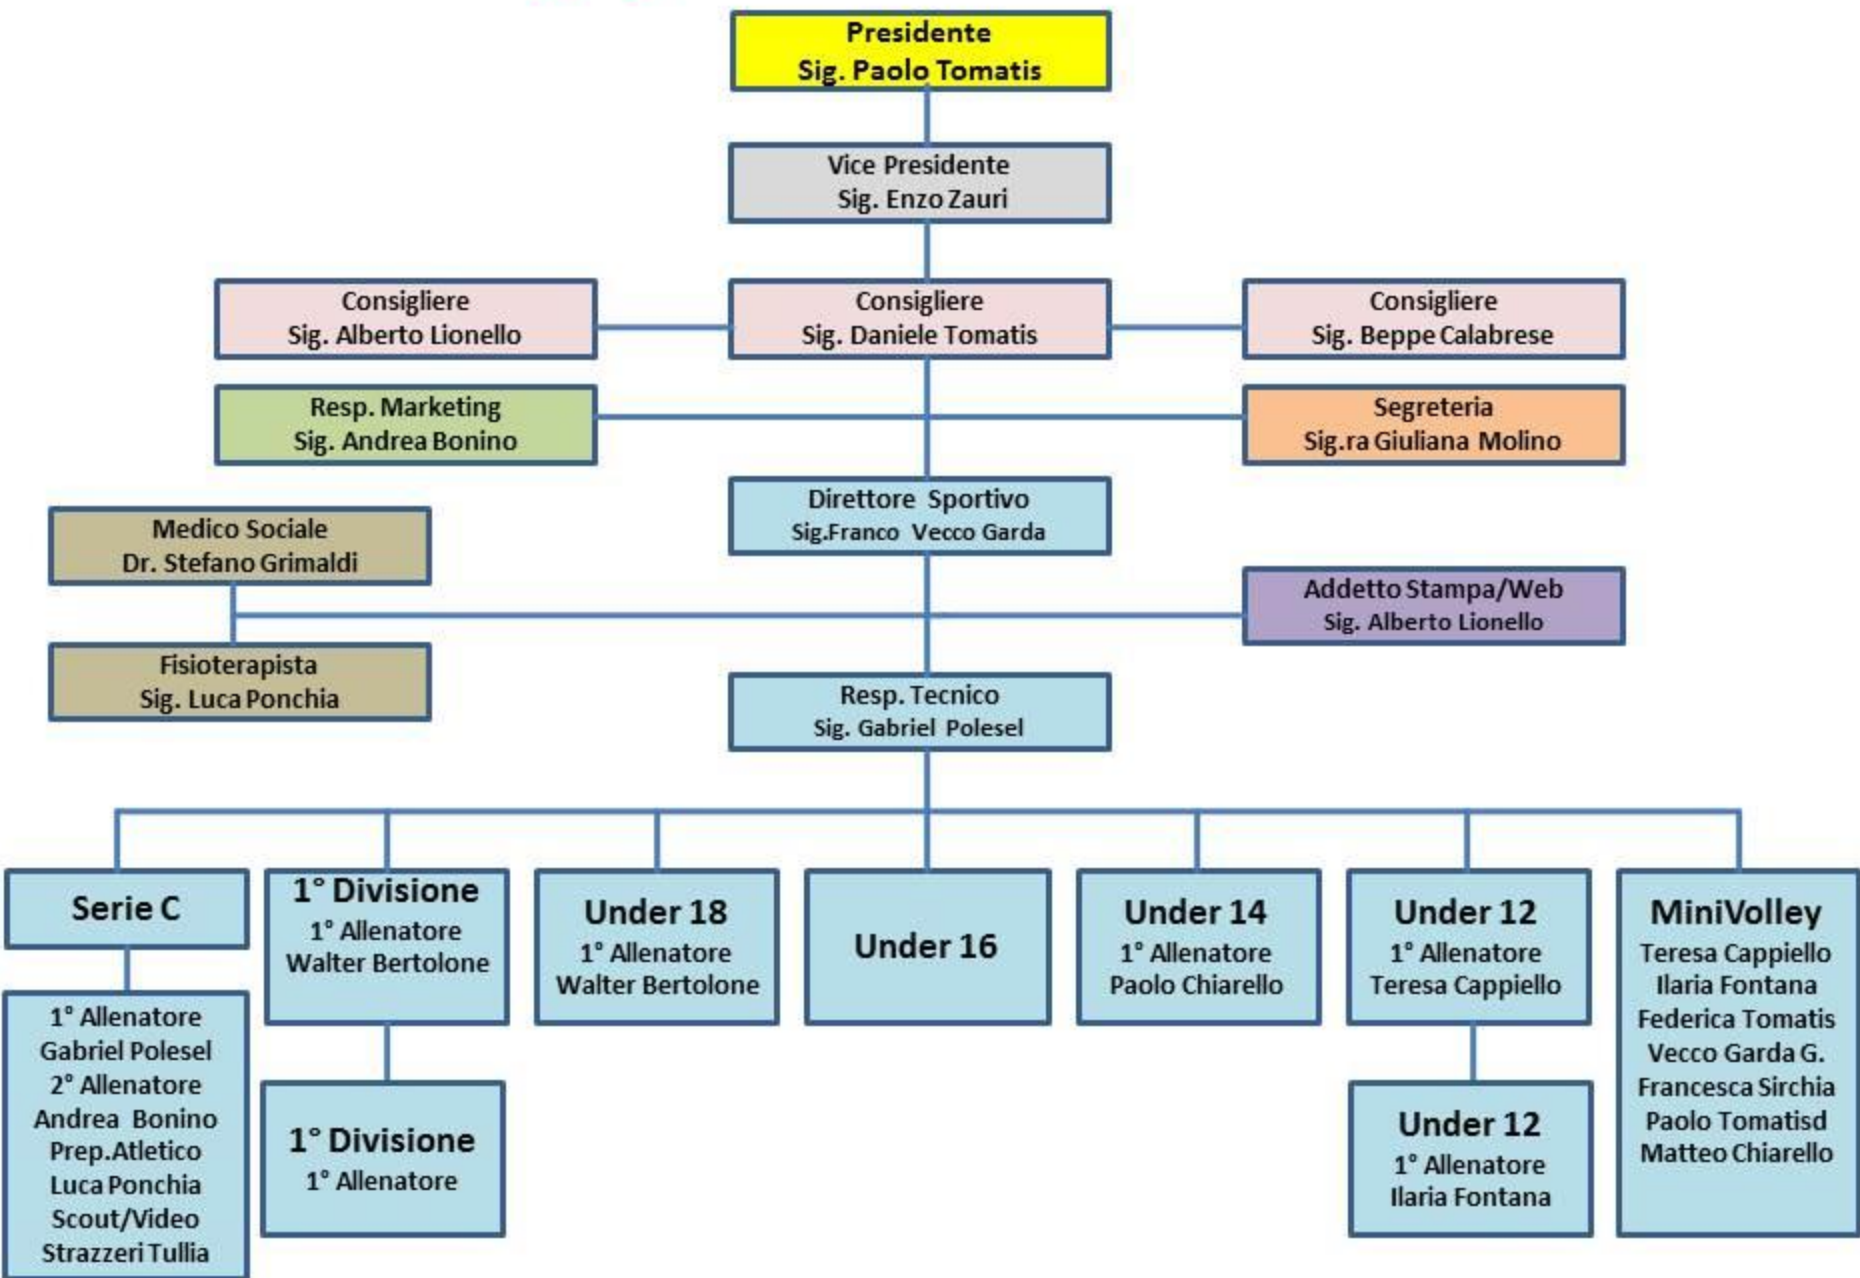 Presidente
Sig. Paolo Tomatis
Vice Presidente
Sig. Enzo Zauri
Consigliere
Sig. Alberto Lionello
Consigliere
Sig. Daniele Tomatis
Consigliere
Sig. Beppe Calabrese
Resp. Marketing
Sig. Andrea Bonino
Segreteria
Sig.ra Giuliana Molino
Direttore Sportivo
Sig.Franco Vecco Garda
Medico Sociale
Dr. Stefano Grimaldi
Addetto Stampa/Web
Sig. Alberto Lionello
Fisioterapista
Sig. Luca Ponchia
Resp. Tecnico
Sig. Gabriel Polesel
Serie C
1° Allenatore
Gabriel Polesel
2° Allenatore
Andrea Bonino
Prep.Atletico
Luca Ponchia
Scout/Video
Strazzeri Tullia
1° Divisione
1° Allenatore
Walter Bertolone
1° Divisione
1° Allenatore
Under 18
1° Allenatore
Walter Bertolone
Under 16
Under 14
1° Allenatore
Paolo Chiarello
Under 12
1° Allenatore
Teresa Cappiello
Under 12
1° Allenatore
Ilaria Fontana
MiniVolley
Teresa Cappiello
Ilaria Fontana
Federica Tomatis
Vecco Garda G.
Francesca Sirchia
Paolo Tomatisd
Matteo Chiarello